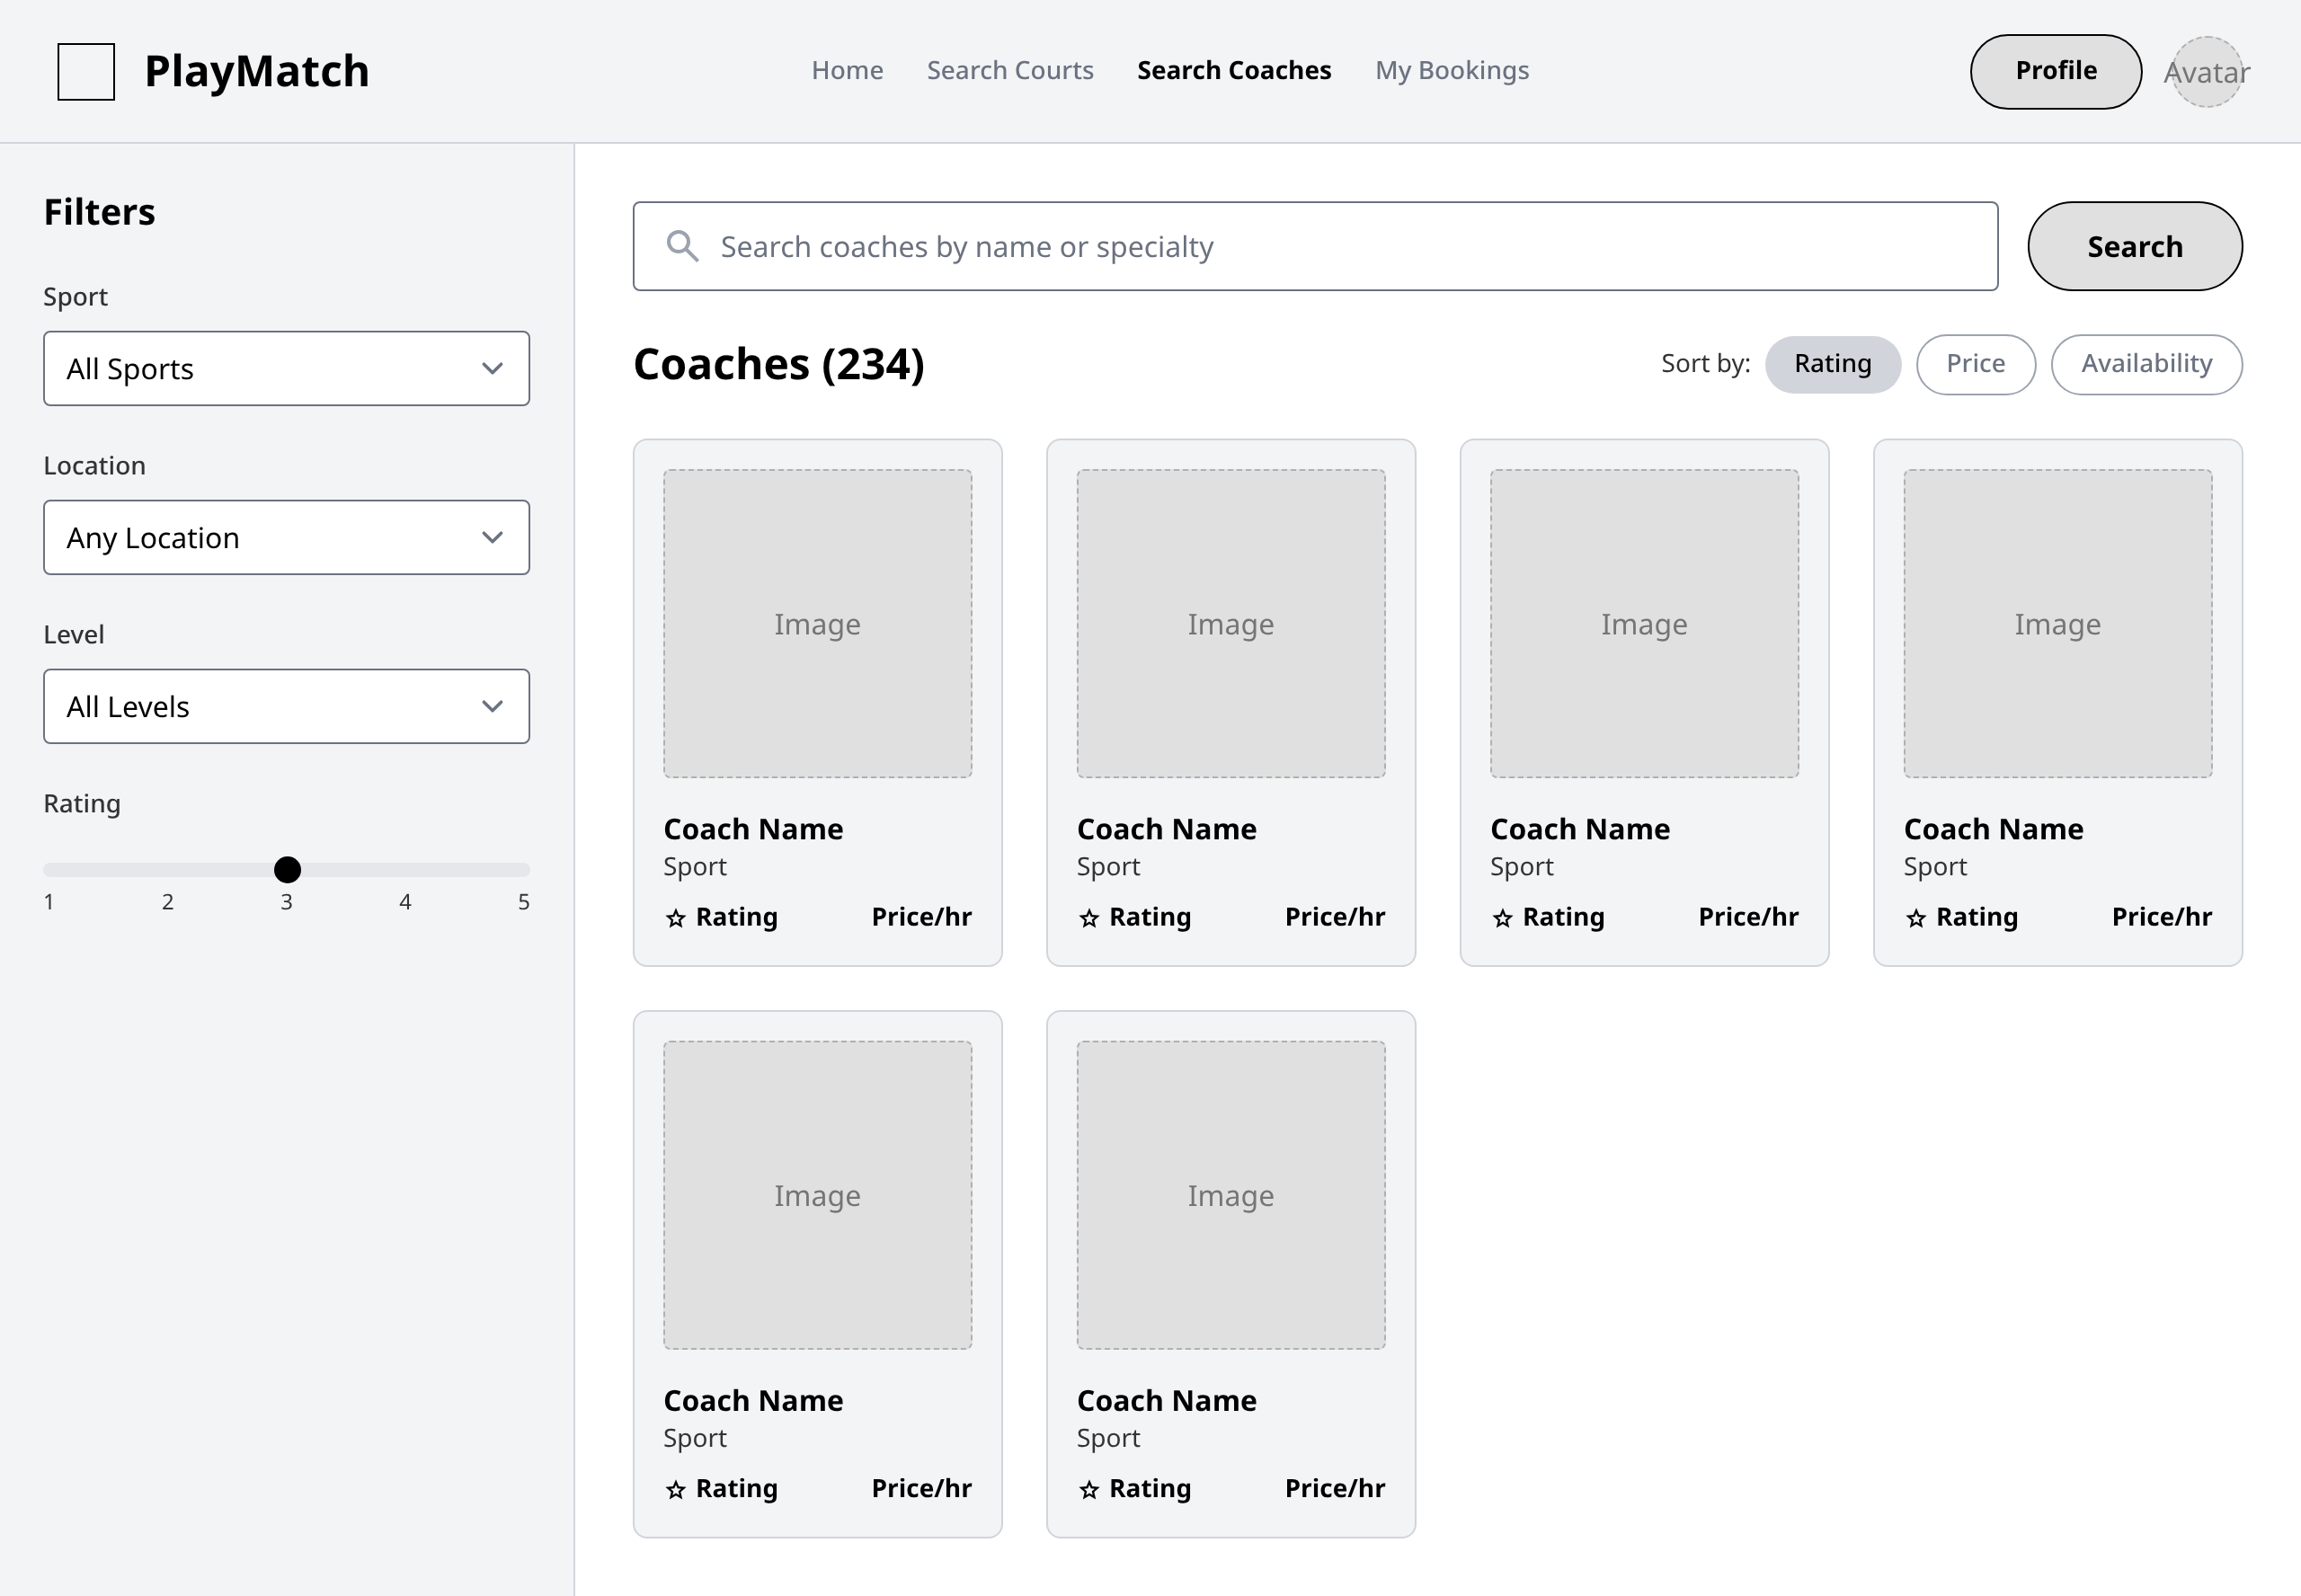 PlayMatch
Home Search Courts Search Coaches My Bookings
Profile Avatar
Filters
Sport
All Sports
Location
Any Location
Level
All Levels
Rating
1 2 3 4 5
Search coaches by name or specialty
Search
Coaches (234)
Sort by: Rating Price Availability
Image
Coach Name
Sport
Rating Price/hr
Image
Coach Name
Sport
Rating Price/hr
Image
Coach Name
Sport
Rating Price/hr
Image
Coach Name
Sport
Rating Price/hr
Image
Coach Name
Sport
Rating Price/hr
Image
Coach Name
Sport
Rating Price/hr